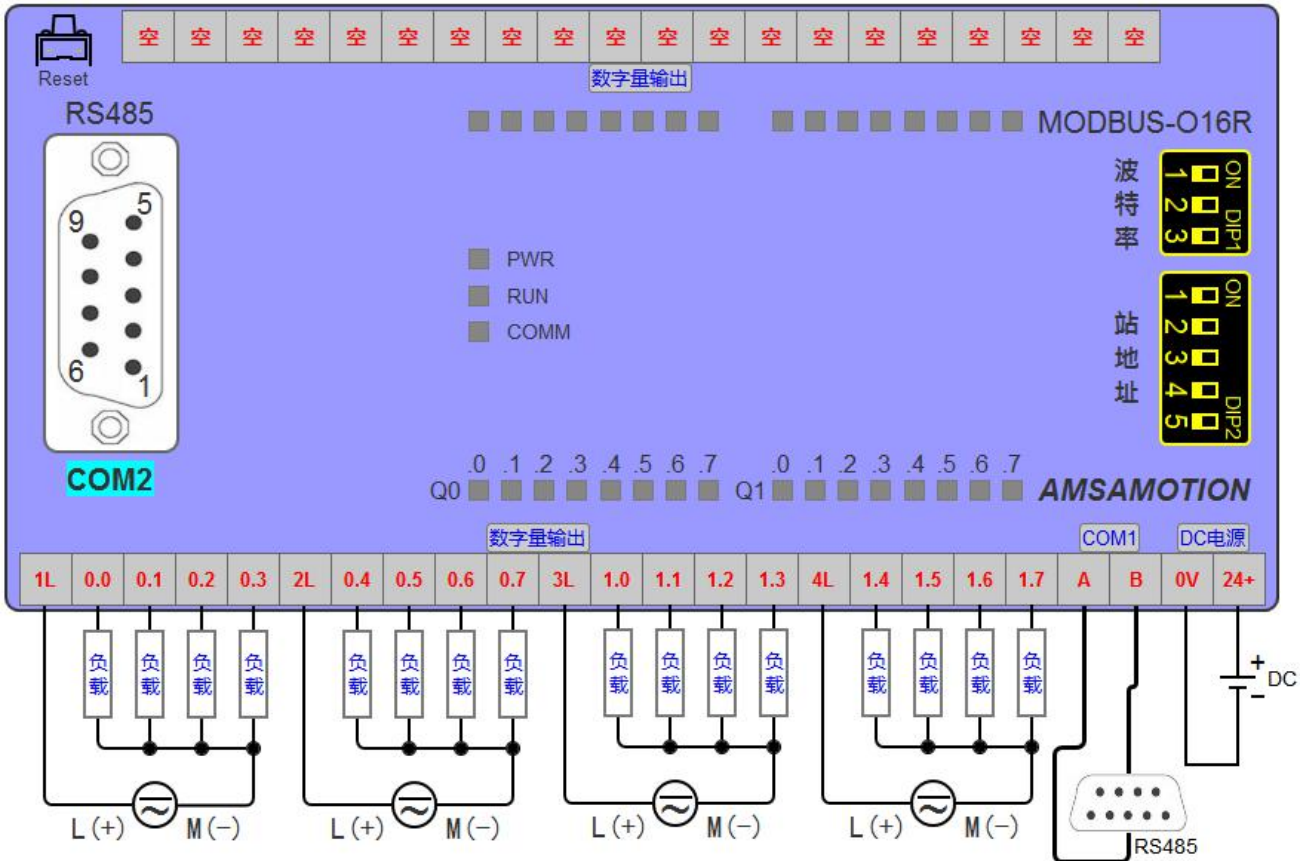 空 空 空 空 空 空 空 空 空 空 空 空 空 空 空 空 空 空 空 空
Reset
数字量输出
RS485
MODBUS-O16R
波特率
1 2 3
ON DIP1
9 5
6 1
PWR
RUN
COMM
站地址
1 2 3 4 5
ON DIP2
COM2
.0 .1 .2 .3 .4 .5 .6 .7 .0 .1 .2 .3 .4 .5 .6 .7
Q0 Q1 AMSAMOTION
数字量输出 COM1 DC电源
1L 0.0 0.1 0.2 0.3 2L 0.4 0.5 0.6 0.7 3L 1.0 1.1 1.2 1.3 4L 1.4 1.5 1.6 1.7 A B 0V 24+
负载 负载 负载 负载 负载 负载 负载 负载 负载 负载 负载 负载 负载 负载 负载 负载
+ DC
−
L(+) M(−) L(+) M(−) L(+) M(−) L(+) M(−)
RS485